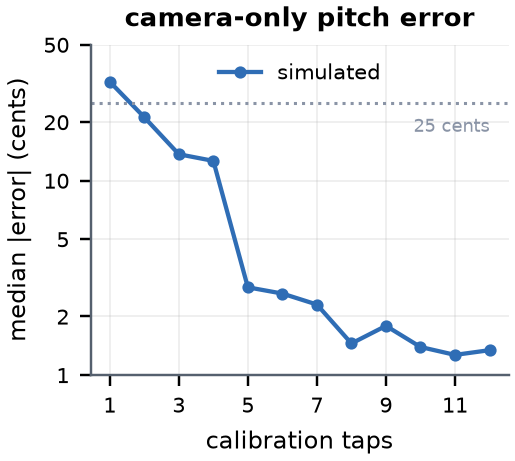 camera-only pitch error
simulated
25 cents
median |error| (cents)
50
20
10
5
2
1
1 3 5 7 9 11
calibration taps